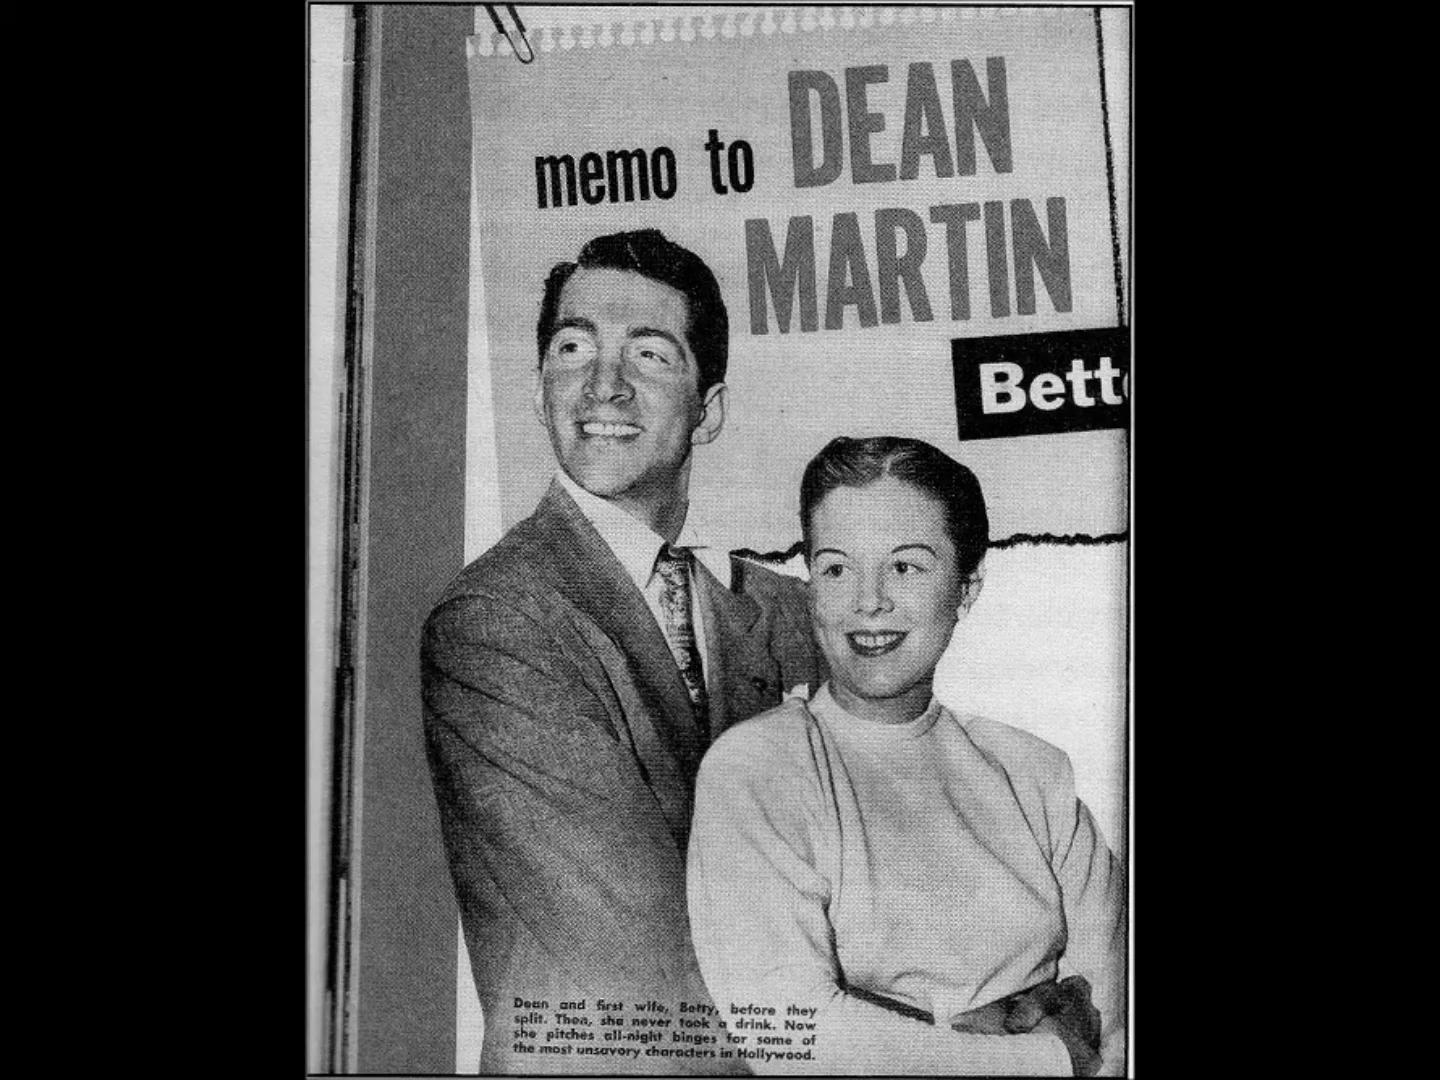 memo to DEAN
MARTIN
Bett
Dean and first wife, Betty, before they
split. Then, she never took a drink. Now
she pitches all-night binges for some of
the most unsavory characters in Hollywood.